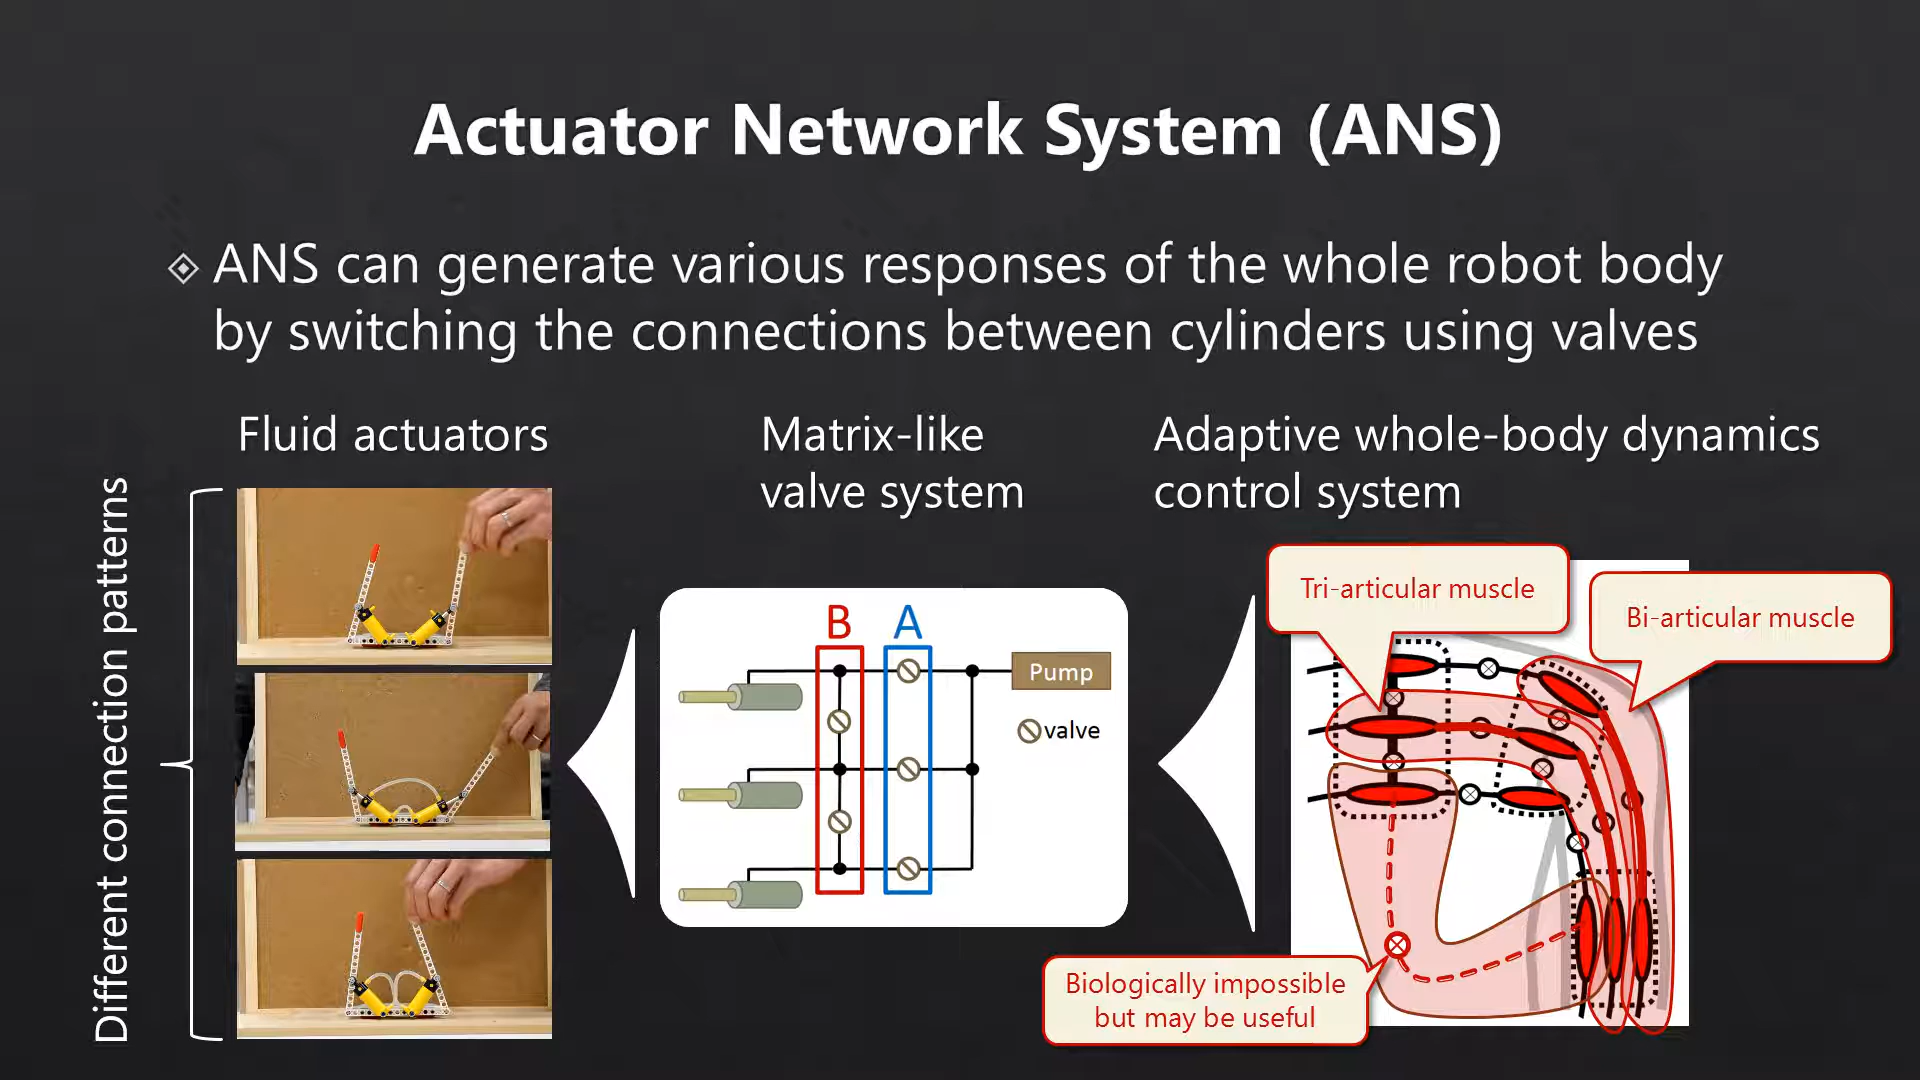 Actuator Network System (ANS)
ANS can generate various responses of the whole robot body
by switching the connections between cylinders using valves
Different connection patterns
Fluid actuators
Matrix-like
valve system
B A
Pump
valve
Adaptive whole-body dynamics
control system
Tri-articular muscle
Bi-articular muscle
Biologically impossible
but may be useful